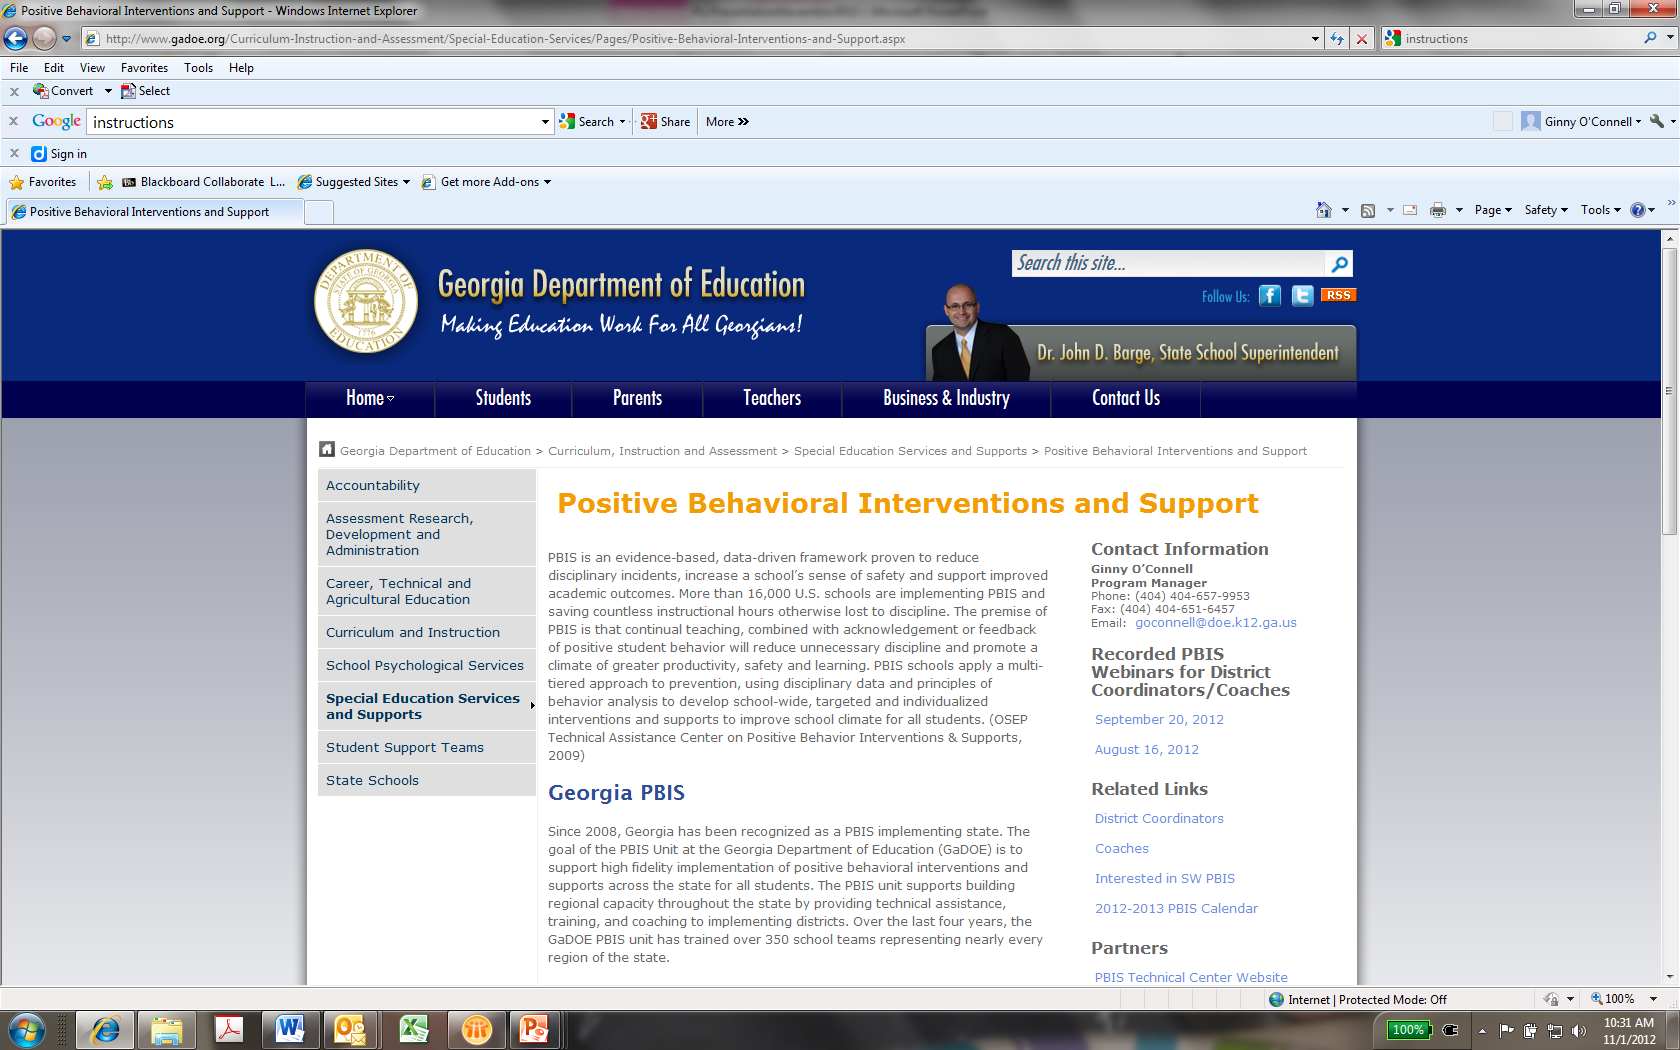 Positive Behavioral Interventions and Support - Windows Internet Explorer
http://www.gadoe.org/Curriculum-Instruction-and-Assessment/Special-Education-Services/Pages/Positive-Behavioral-Interventions-and-Support.aspx
instructions
File Edit View Favorites Tools Help
x Convert Select
x Google instructions Search Share More » Ginny O'Connell
x Sign in
Favorites Blackboard Collaborate L... Suggested Sites Get more Add-ons
Positive Behavioral Interventions and Support Page Safety Tools
DEPARTMENT OF EDUCATION
STATE OF GEORGIA
1776
Georgia Department of Education
Making Education Work For All Georgians!
Search this site...
Follow Us: RSS
Dr. John D. Barge, State School Superintendent
Home Students Parents Teachers Business & Industry Contact Us
Georgia Department of Education > Curriculum, Instruction and Assessment > Special Education Services and Supports > Positive Behavioral Interventions and Support
Accountability
Assessment Research,
Development and
Administration
Career, Technical and
Agricultural Education
Curriculum and Instruction
School Psychological Services
Special Education Services
and Supports
Student Support Teams
State Schools
Positive Behavioral Interventions and Support
PBIS is an evidence-based, data-driven framework proven to reduce
disciplinary incidents, increase a school's sense of safety and support improved
academic outcomes. More than 16,000 U.S. schools are implementing PBIS and
saving countless instructional hours otherwise lost to discipline. The premise of
PBIS is that continual teaching, combined with acknowledgement or feedback
of positive student behavior will reduce unnecessary discipline and promote a
climate of greater productivity, safety and learning. PBIS schools apply a multi-
tiered approach to prevention, using disciplinary data and principles of
behavior analysis to develop school-wide, targeted and individualized
interventions and supports to improve school climate for all students. (OSEP
Technical Assistance Center on Positive Behavior Interventions & Supports,
2009)
Georgia PBIS
Since 2008, Georgia has been recognized as a PBIS implementing state. The
goal of the PBIS Unit at the Georgia Department of Education (GaDOE) is to
support high fidelity implementation of positive behavioral interventions and
supports across the state for all students. The PBIS unit supports building
regional capacity throughout the state by providing technical assistance,
training, and coaching to implementing districts. Over the last four years, the
GaDOE PBIS unit has trained over 350 school teams representing nearly every
region of the state.
Contact Information
Ginny O'Connell
Program Manager
Phone: (404) 404-657-9953
Fax: (404) 404-651-6457
Email: goconnell@doe.k12.ga.us
Recorded PBIS
Webinars for District
Coordinators/Coaches
September 20, 2012
August 16, 2012
Related Links
District Coordinators
Coaches
Interested in SW PBIS
2012-2013 PBIS Calendar
Partners
PBIS Technical Center Website
Internet | Protected Mode: Off 100%
100% 10:31 AM
11/1/2012